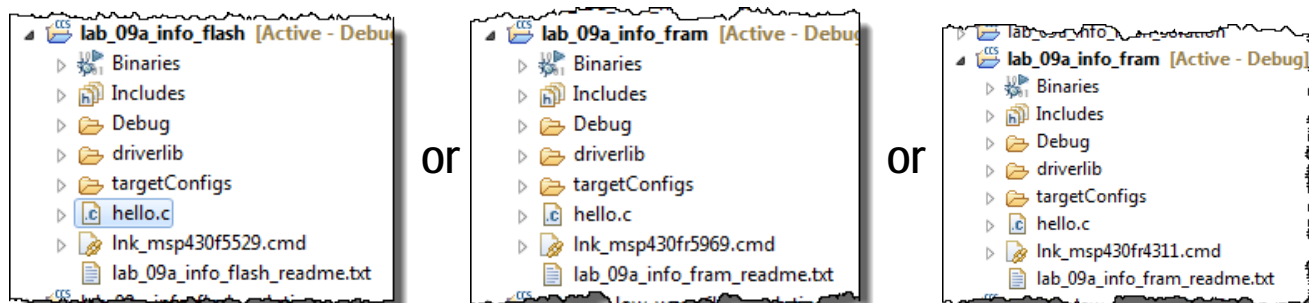 lab_09a_info_flash [Active - Debug
Binaries
Includes
Debug
driverlib
targetConfigs
hello.c
lnk_msp430f5529.cmd
lab_09a_info_flash_readme.txt
or
lab_09a_info_fram [Active - Debug
Binaries
Includes
Debug
driverlib
targetConfigs
hello.c
lnk_msp430fr5969.cmd
lab_09a_info_fram_readme.txt
or
lab_09a_info_fram [Active - Debug]
Binaries
Includes
Debug
driverlib
targetConfigs
hello.c
lnk_msp430fr4311.cmd
lab_09a_info_fram_readme.txt